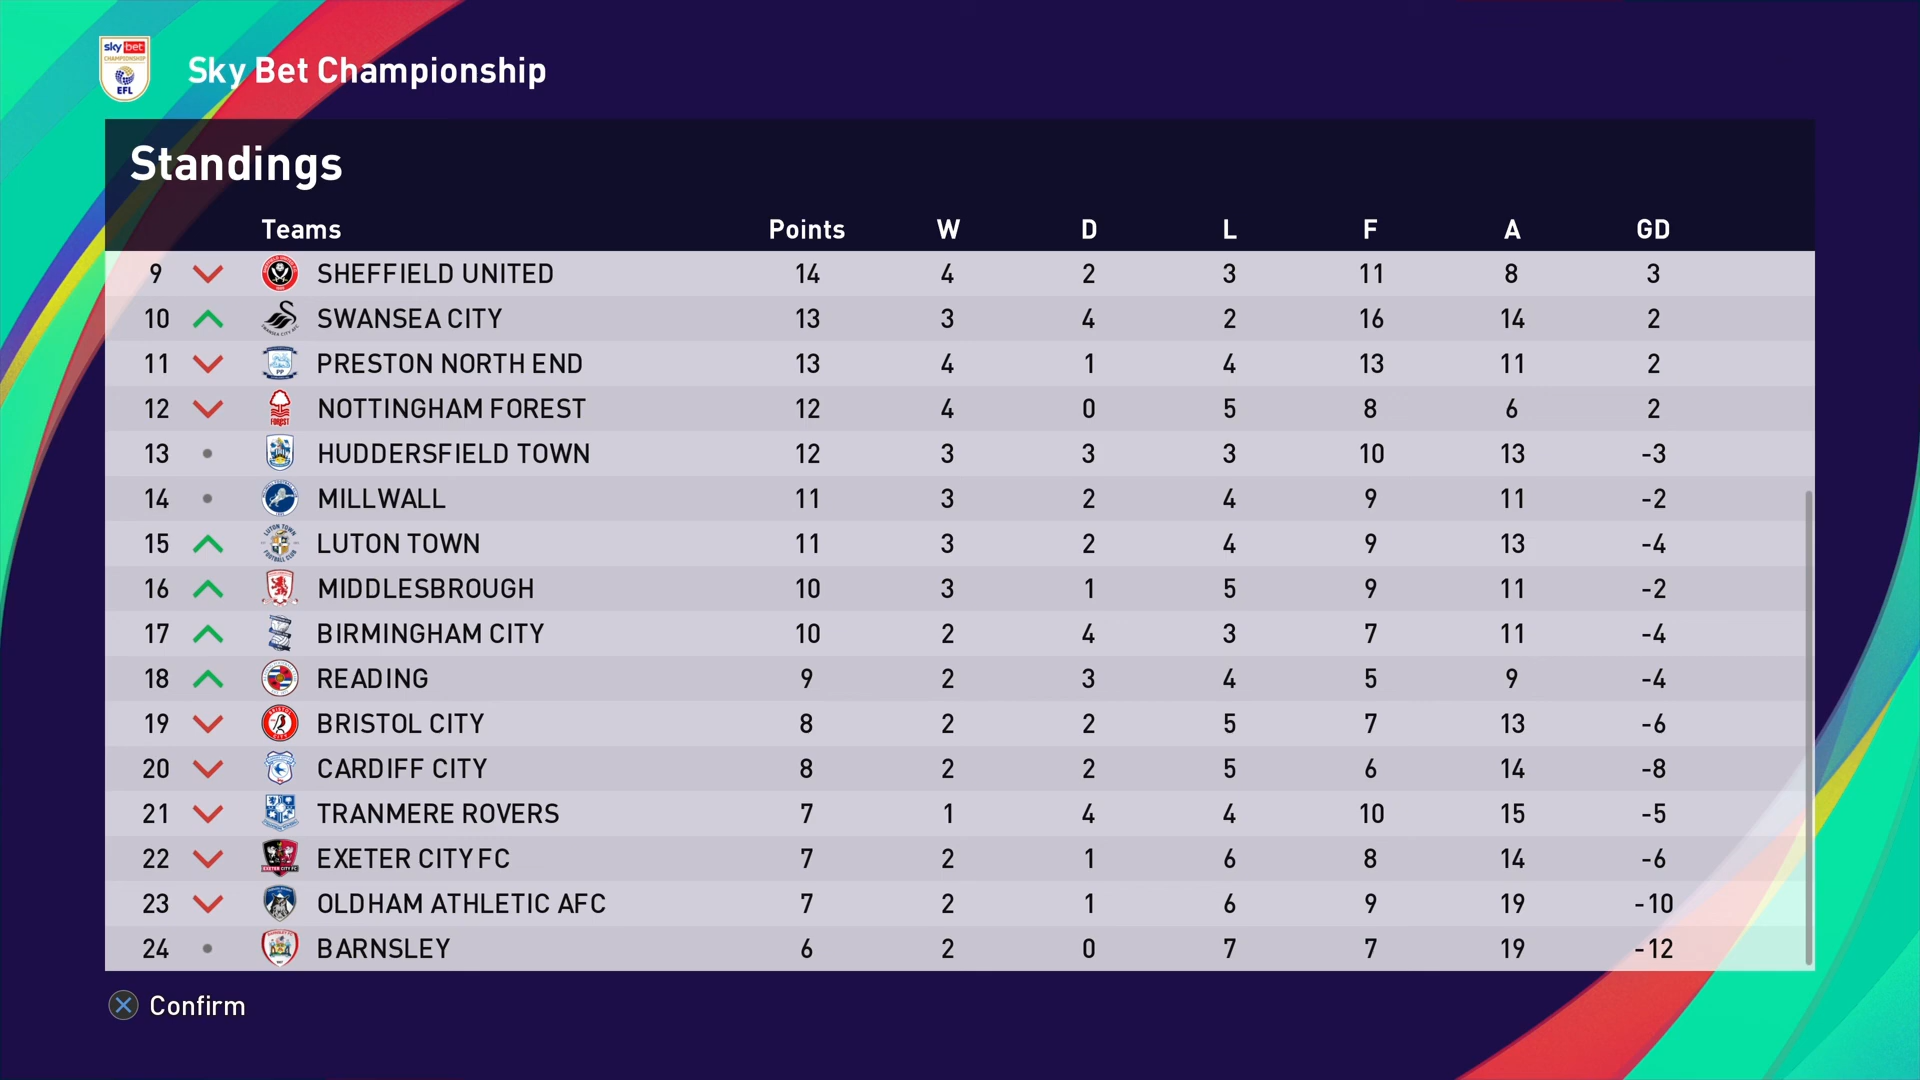 sky bet
CHAMPIONSHIP
EFL
Sky Bet Championship
Standings
Teams Points W D L F A GD
9 SHEFFIELD UNITED 14 4 2 3 11 8 3
10 SWANSEA CITY 13 3 4 2 16 14 2
11 PRESTON NORTH END 13 4 1 4 13 11 2
12 NOTTINGHAM FOREST 12 4 0 5 8 6 2
13 HUDDERSFIELD TOWN 12 3 3 3 10 13 -3
14 MILLWALL 11 3 2 4 9 11 -2
15 LUTON TOWN 11 3 2 4 9 13 -4
16 MIDDLESBROUGH 10 3 1 5 9 11 -2
17 BIRMINGHAM CITY 10 2 4 3 7 11 -4
18 READING 9 2 3 4 5 9 -4
19 BRISTOL CITY 8 2 2 5 7 13 -6
20 CARDIFF CITY 8 2 2 5 6 14 -8
21 TRANMERE ROVERS 7 1 4 4 10 15 -5
22 EXETER CITY FC 7 2 1 6 8 14 -6
23 OLDHAM ATHLETIC AFC 7 2 1 6 9 19 -10
24 BARNSLEY 6 2 0 7 7 19 -12
Confirm